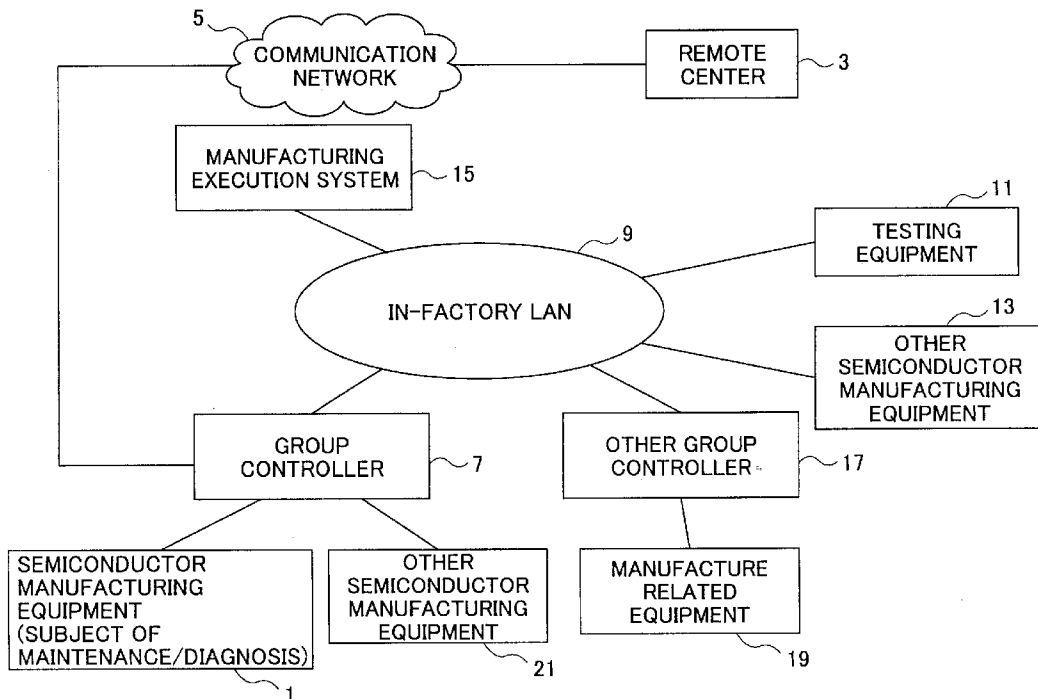 5
COMMUNICATION
NETWORK
REMOTE
CENTER
3
MANUFACTURING
EXECUTION SYSTEM
15
11
TESTING
EQUIPMENT
9
IN-FACTORY LAN
13
OTHER
SEMICONDUCTOR
MANUFACTURING
EQUIPMENT
GROUP
CONTROLLER
7
OTHER GROUP
CONTROLLER
17
SEMICONDUCTOR
MANUFACTURING
EQUIPMENT
(SUBJECT OF
MAINTENANCE/DIAGNOSIS)
1
OTHER
SEMICONDUCTOR
MANUFACTURING
EQUIPMENT
21
MANUFACTURE
RELATED
EQUIPMENT
19